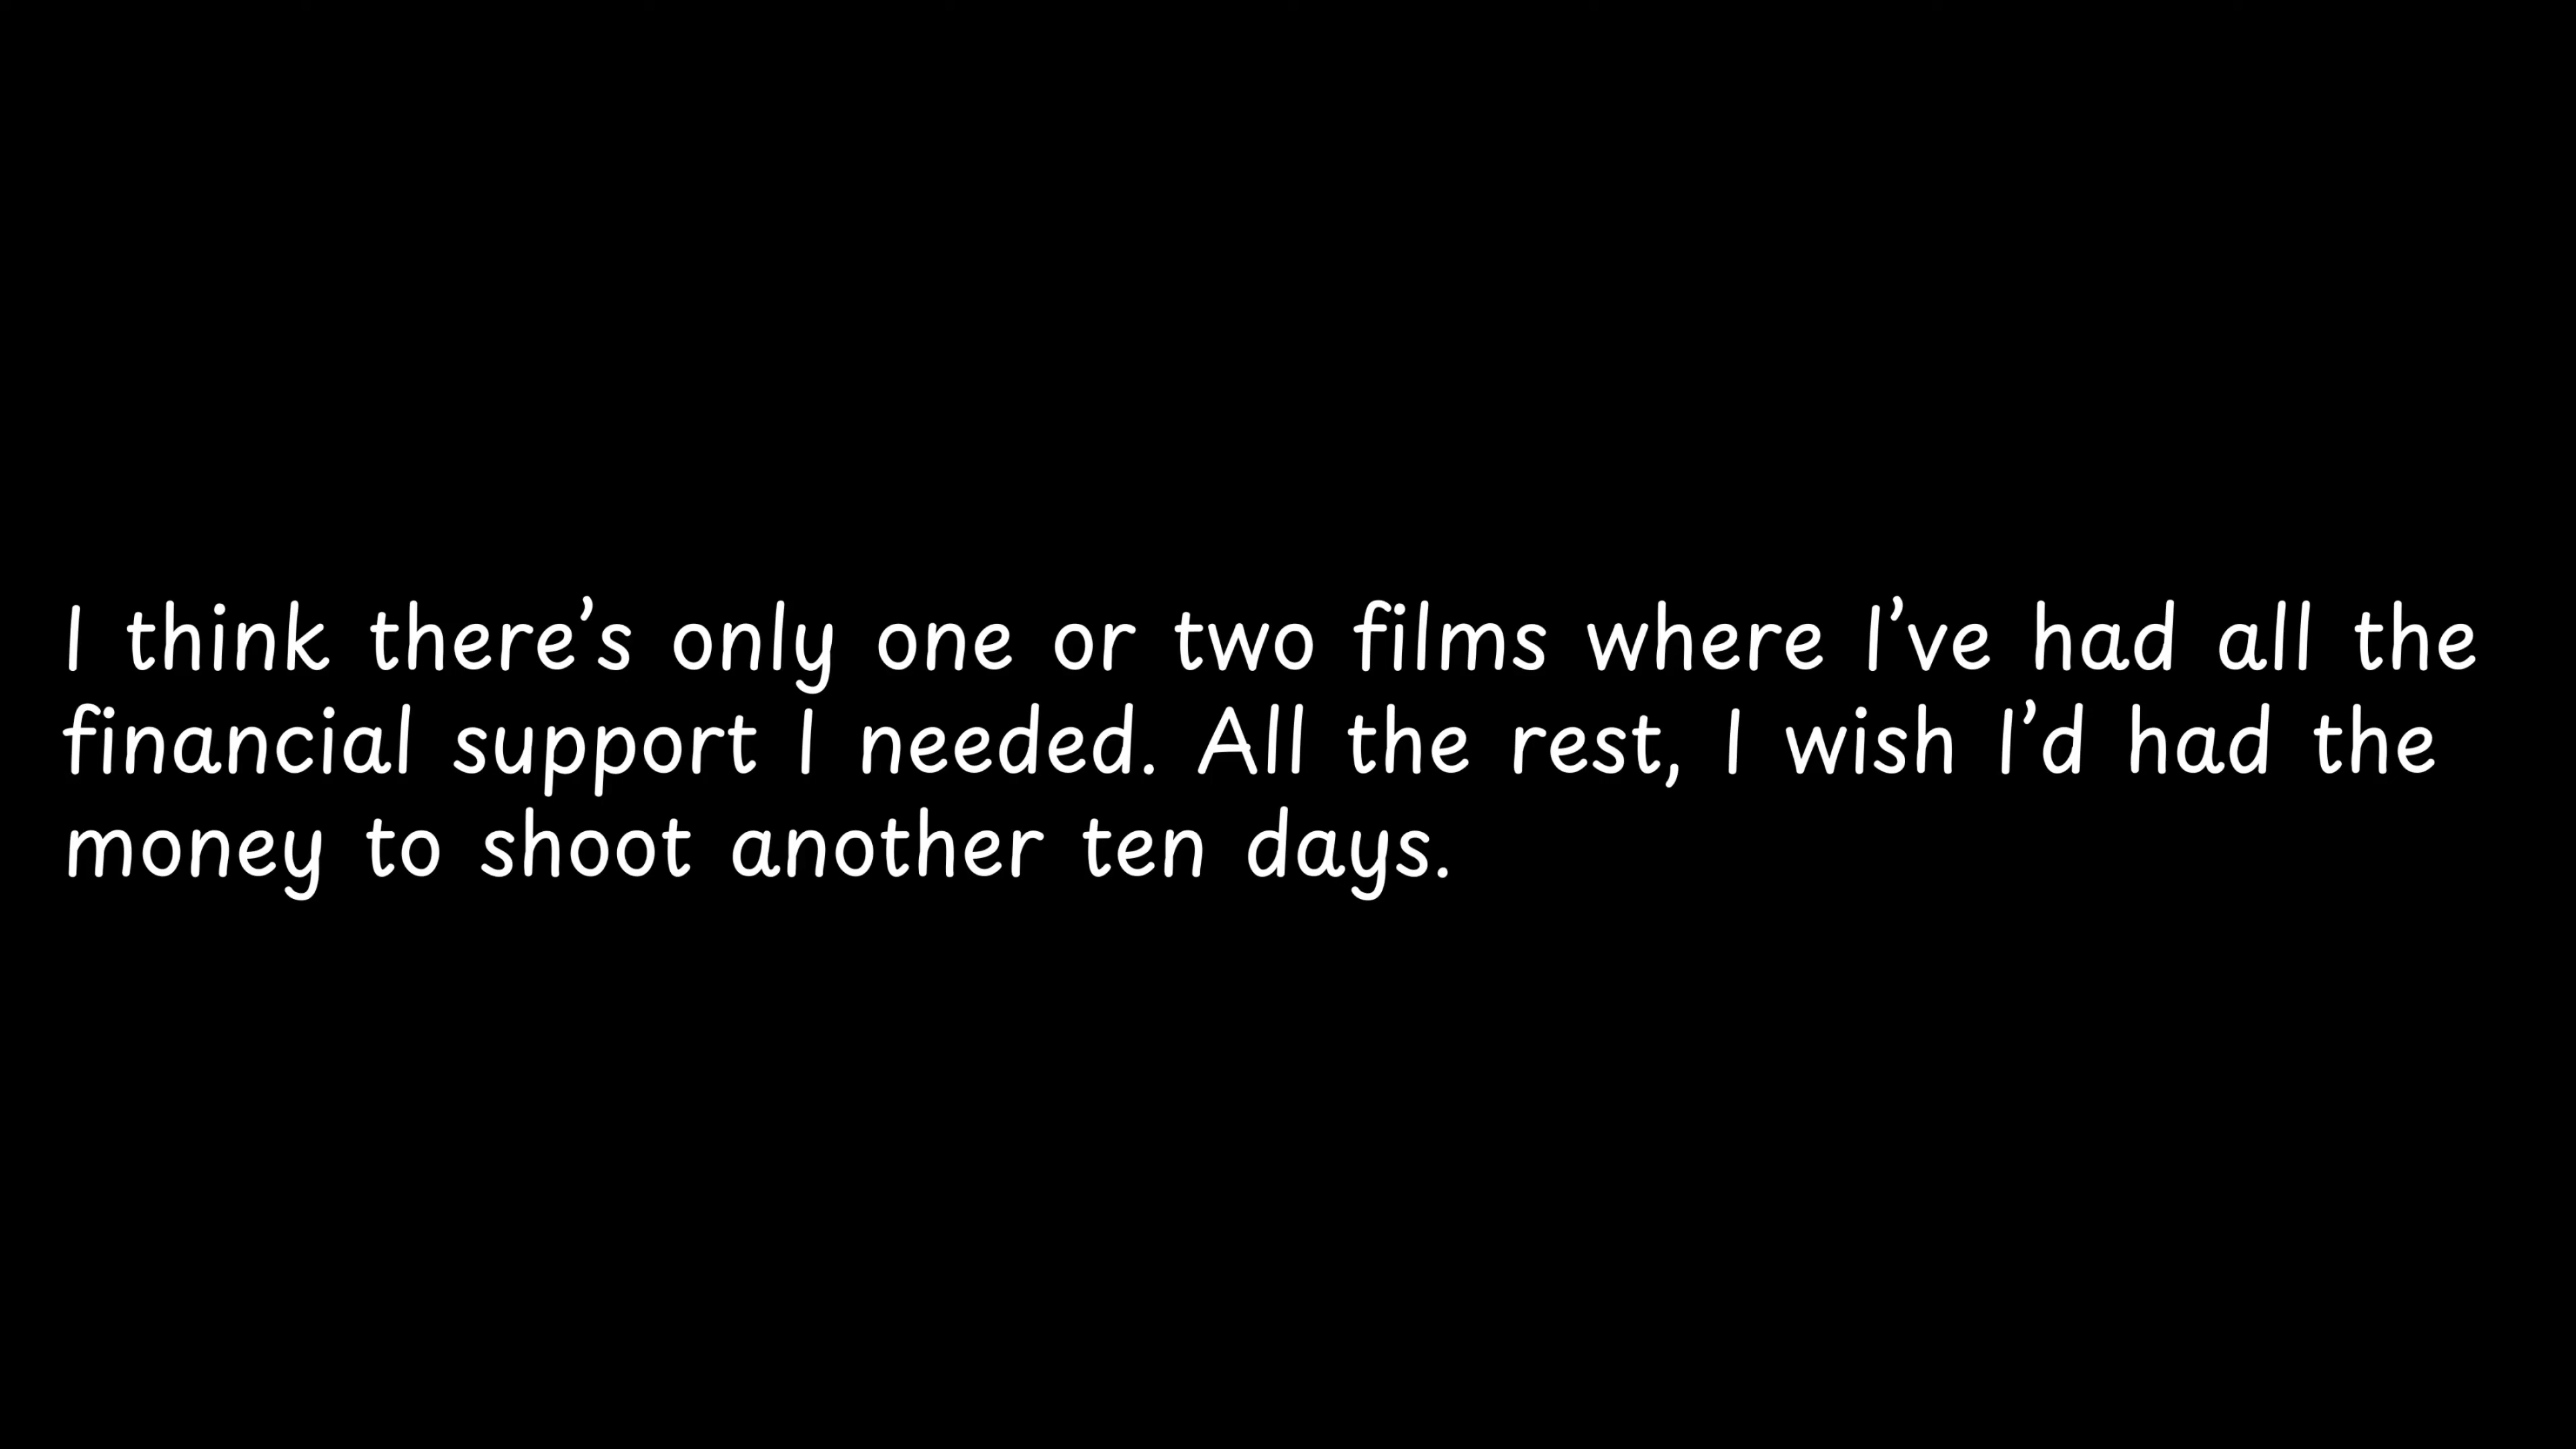 I think there’s only one or two films where I’ve had all the
financial support I needed. All the rest, I wish I’d had the
money to shoot another ten days.